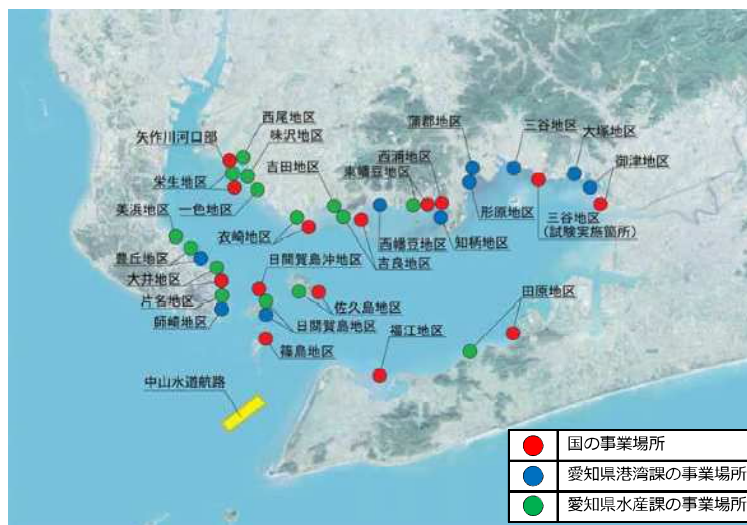 西尾地区
矢作川河口部
味沢地区
栄生地区
一色地区
吉田地区
西浦地区
東幡豆地区
蒲郡地区
三谷地区
大塚地区
御津地区
美浜地区
衣崎地区
西幡豆地区
吉良地区
形原地区
知柄地区
三谷地区
(試験実施箇所)
豊丘地区
大井地区
片名地区
師崎地区
日間賀島沖地区
佐久島地区
日間賀島地区
篠島地区
福江地区
田原地区
中山水道航路
国の事業場所
愛知県港湾課の事業場所
愛知県水産課の事業場所